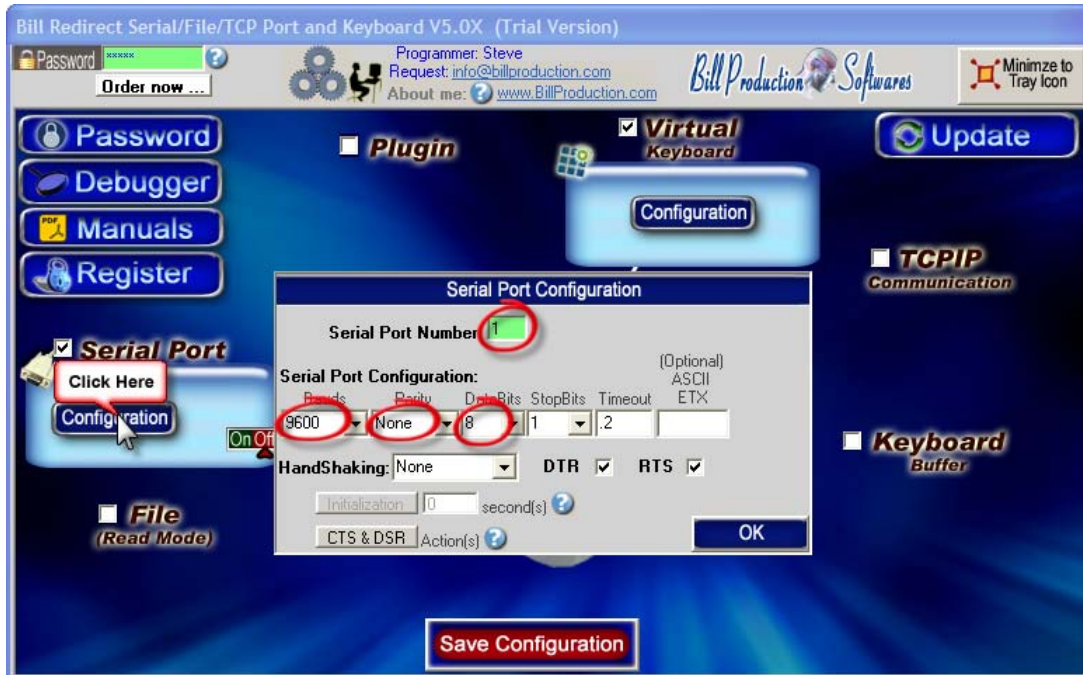 Bill Redirect Serial/File/TCP Port and Keyboard V5.0X (Trial Version)
Password xxxxx
Order now ...
Programmer: Steve
Request: info@billproduction.com
About me: www.BillProduction.com
Bill Production Softwares
Minimze to
Tray Icon
Password
Debugger
PDF
Manuals
Register
Plugin
Virtual
Keyboard
Configuration
Update
TCPIP
Communication
Serial Port
Click Here
Configuration
On Off
Serial Port Configuration
Serial Port Number 1
(Optional)
ASCII
ETX
Serial Port Configuration:
Bauds Parity DataBits StopBits Timeout
9600 None 8 1 .2
HandShaking: None DTR RTS
Initialization 0 second(s)
CTS & DSR Action(s)
OK
Keyboard
Buffer
File
(Read Mode)
Save Configuration